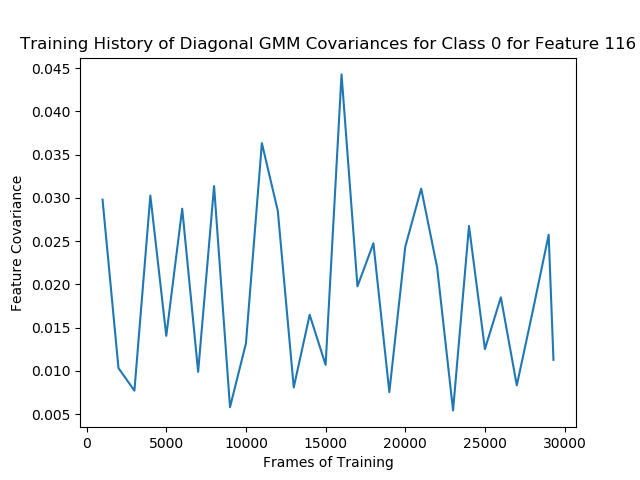 Training History of Diagonal GMM Covariances for Class 0 for Feature 116
0.045
0.040
0.035
0.030
0.025
0.020
0.015
0.010
0.005
Feature Covariance
0 5000 10000 15000 20000 25000 30000
Frames of Training